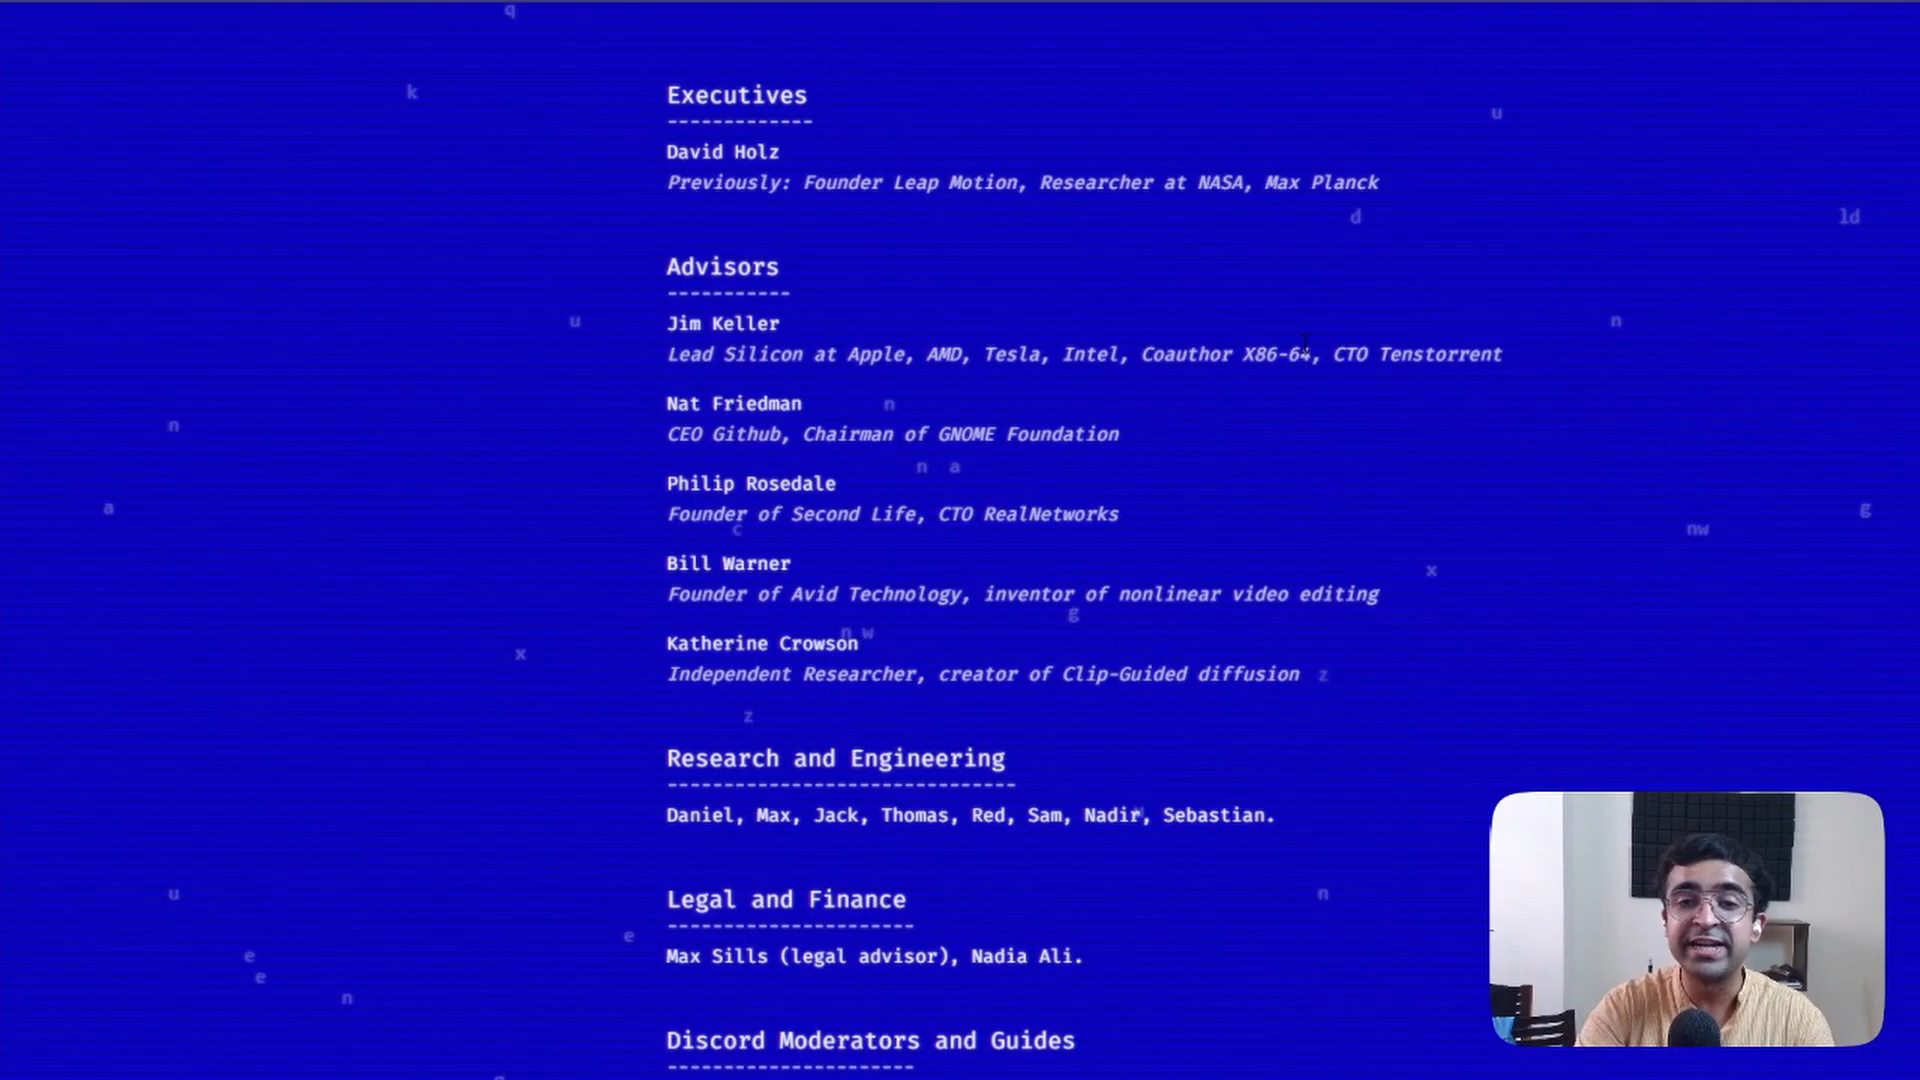 Executives
-------------
David Holz
Previously: Founder Leap Motion, Researcher at NASA, Max Planck
Advisors
-----------
Jim Keller
Lead Silicon at Apple, AMD, Tesla, Intel, Coauthor X86-64, CTO Tenstorrent
Nat Friedman
CEO Github, Chairman of GNOME Foundation
Philip Rosedale
Founder of Second Life, CTO RealNetworks
Bill Warner
Founder of Avid Technology, inventor of nonlinear video editing
Katherine Crowson
Independent Researcher, creator of Clip-Guided diffusion
Research and Engineering
-------------------------------
Daniel, Max, Jack, Thomas, Red, Sam, Nadir, Sebastian.
Legal and Finance
----------------------
Max Sills (legal advisor), Nadia Ali.
Discord Moderators and Guides
----------------------